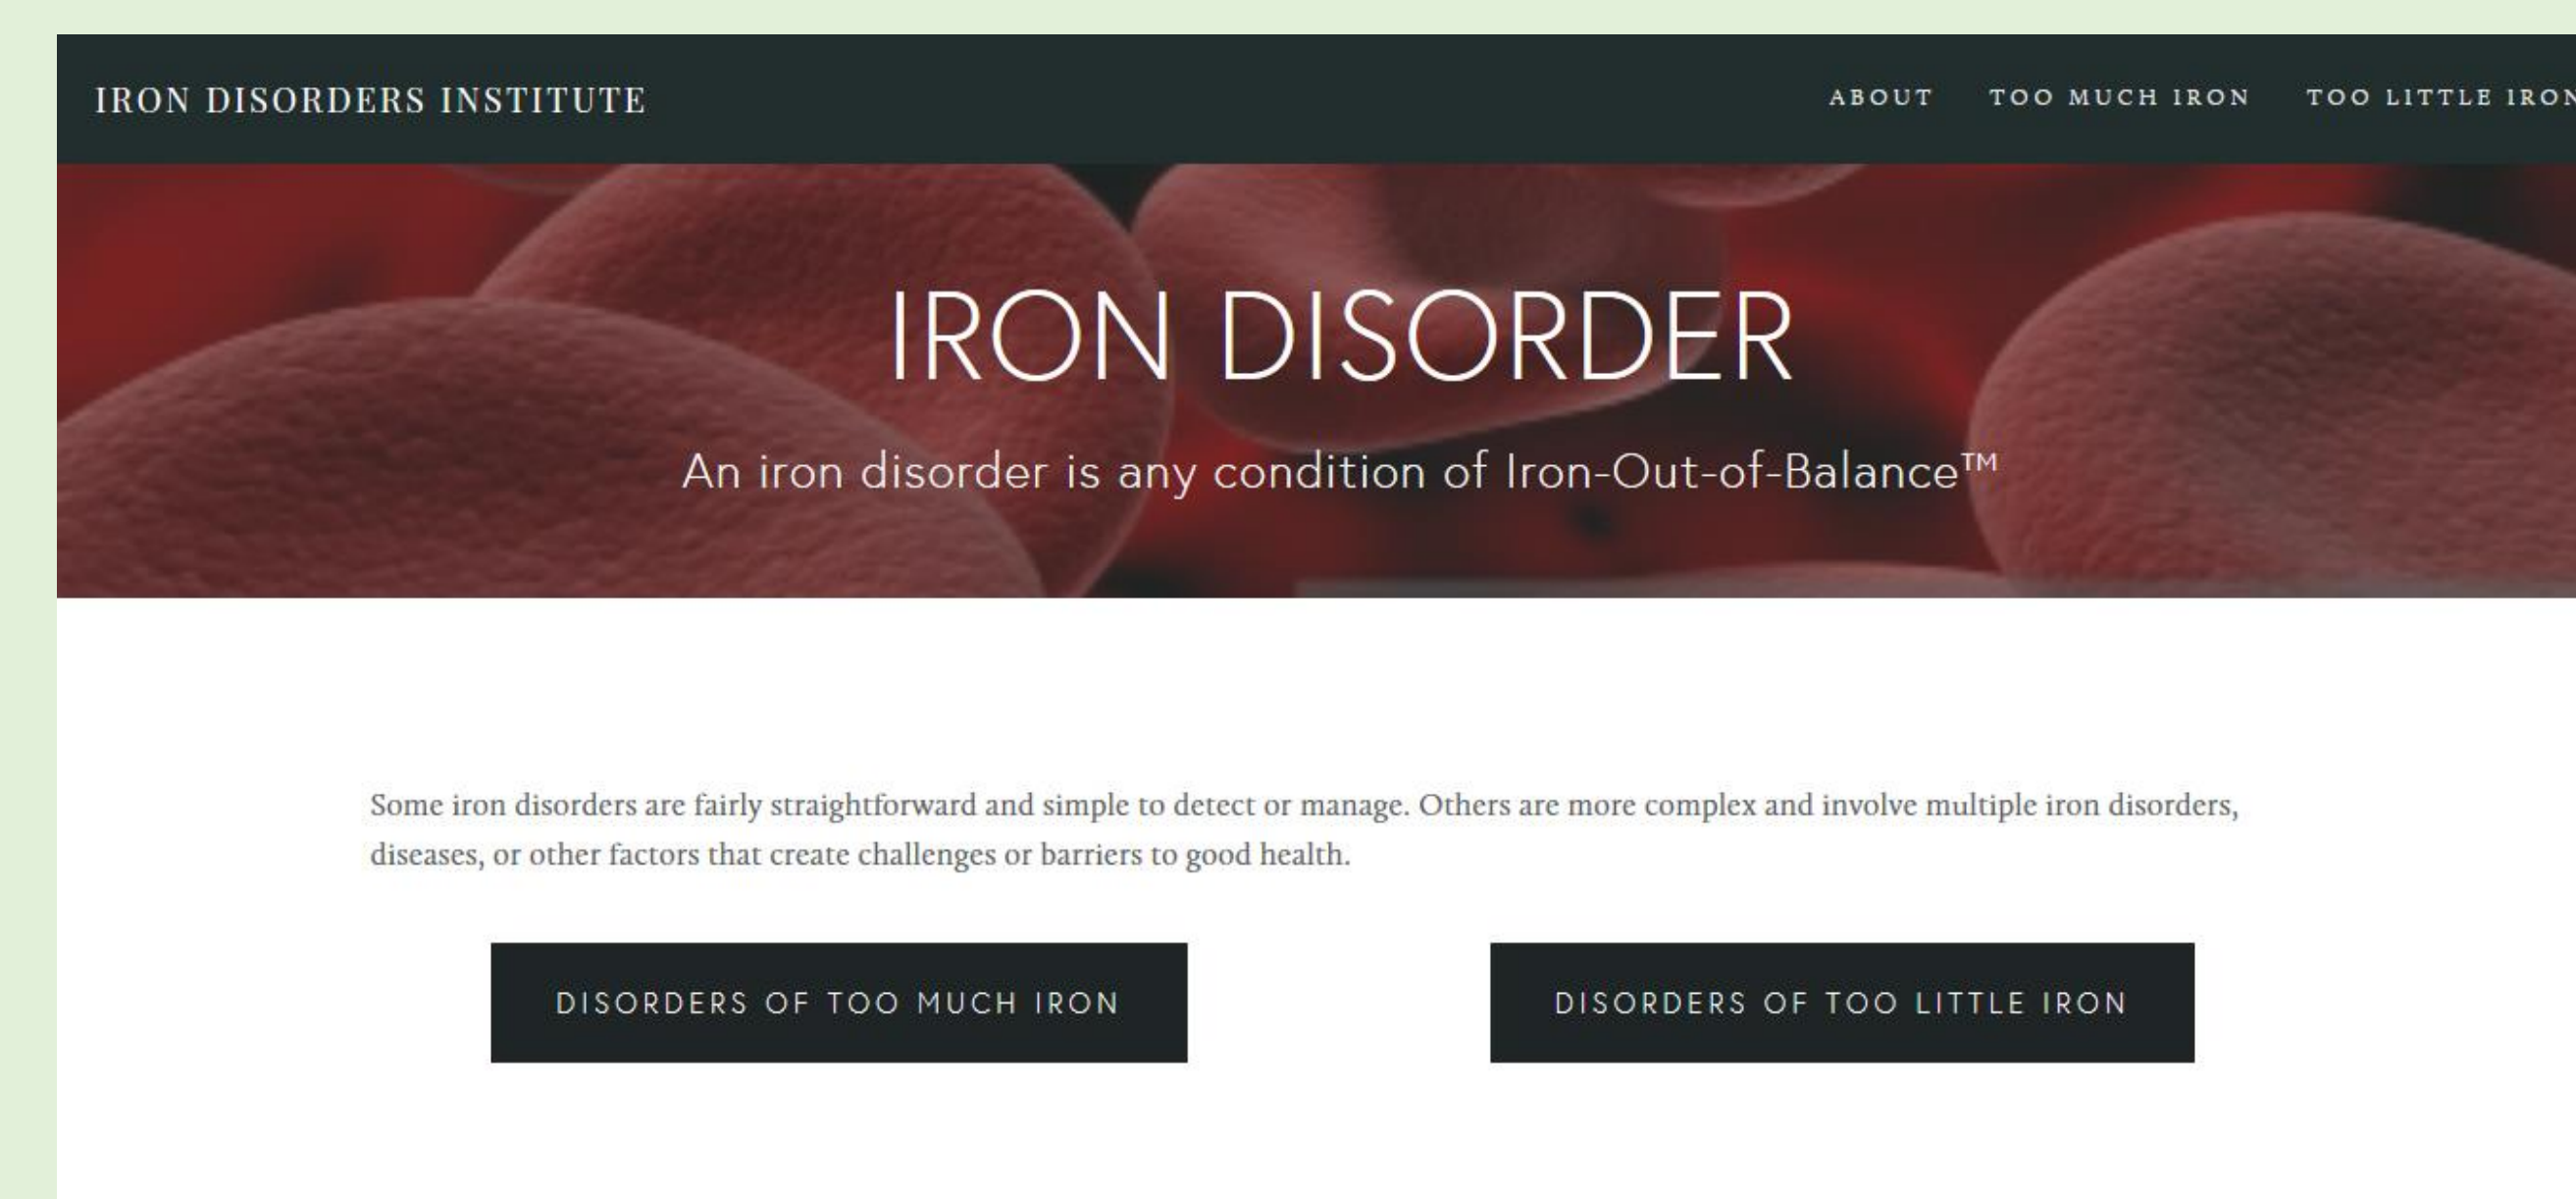 IRON DISORDERS INSTITUTE
ABOUT TOO MUCH IRON TOO LITTLE IRON
IRON DISORDER
An iron disorder is any condition of Iron-Out-of-Balance™
Some iron disorders are fairly straightforward and simple to detect or manage. Others are more complex and involve multiple iron disorders,
diseases, or other factors that create challenges or barriers to good health.
DISORDERS OF TOO MUCH IRON
DISORDERS OF TOO LITTLE IRON